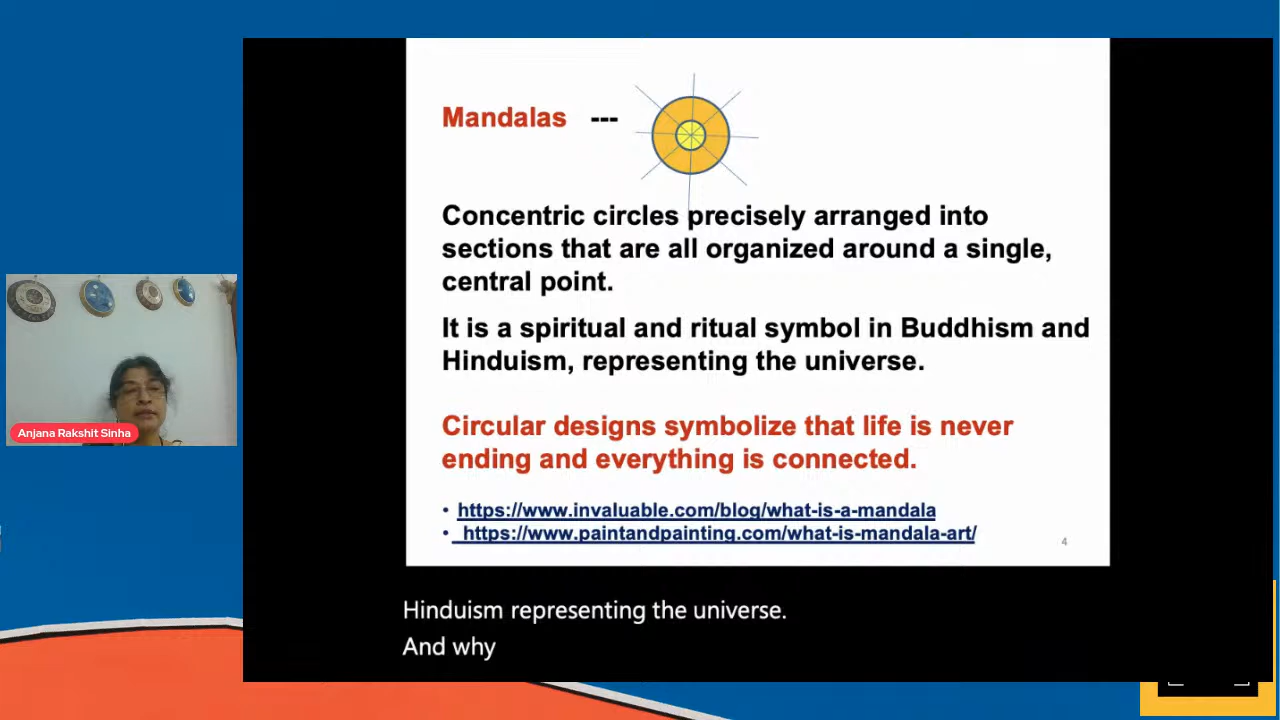 Mandalas ---
Concentric circles precisely arranged into
sections that are all organized around a single,
central point.
It is a spiritual and ritual symbol in Buddhism and
Hinduism, representing the universe.
Circular designs symbolize that life is never
ending and everything is connected.
• https://www.invaluable.com/blog/what-is-a-mandala
• https://www.paintandpainting.com/what-is-mandala-art/
4
Anjana Rakshit Sinha
Hinduism representing the universe.
And why